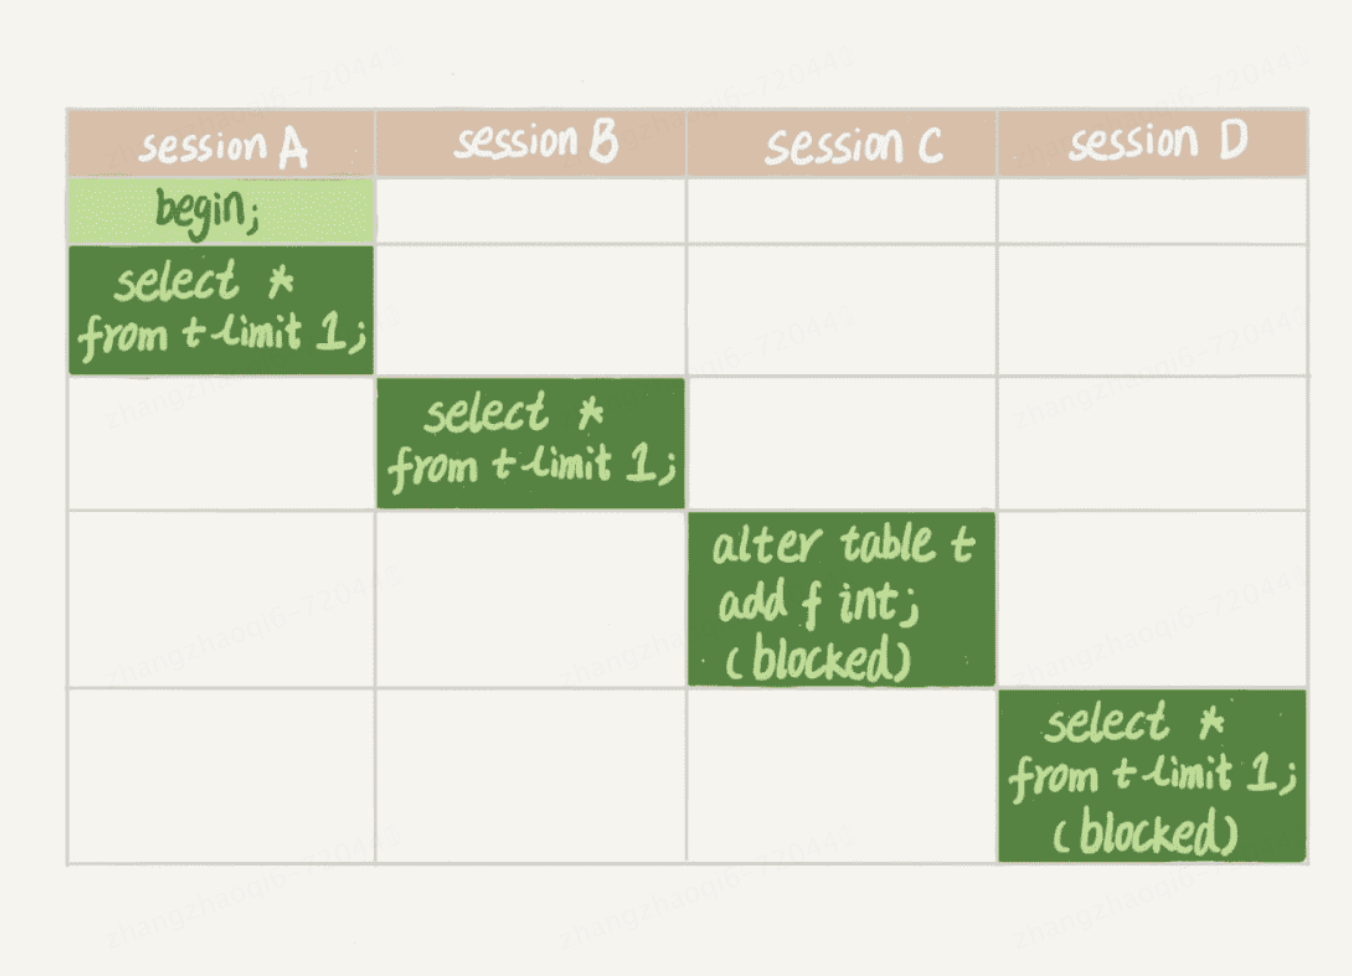 session A
session B
session C
session D
begin;
select *
from t limit 1;
select *
from t limit 1;
alter table t
add f int;
(blocked)
select *
from t limit 1;
(blocked)